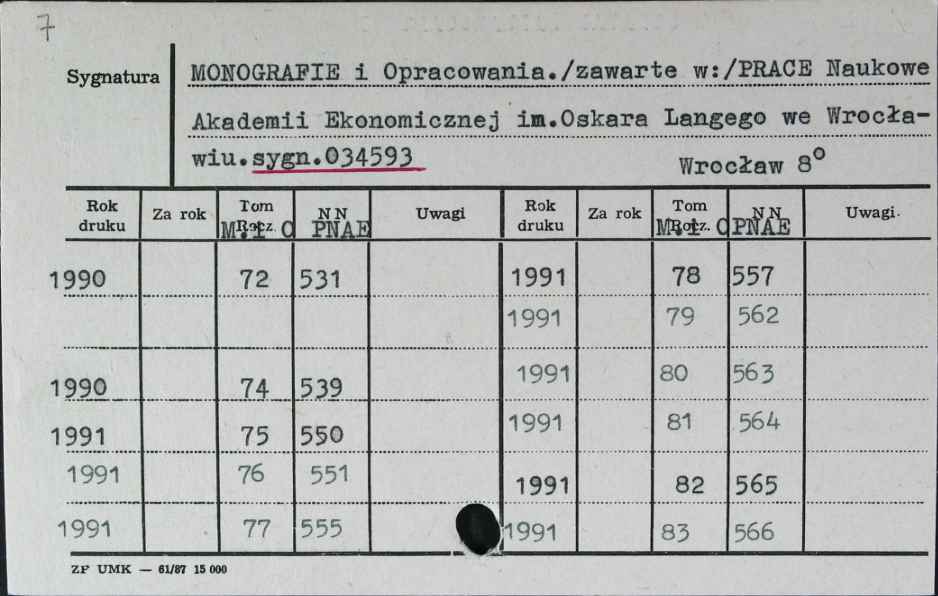 7
Sygnatura MONOGRAFIE i Opracowania./zawarte w:/PRACE Naukowe
Akademii Ekonomicznej im.Oskara Langego we Wrocła-
wiu.sygn.034593 Wrocław 8°
Rok druku Za rok Tom Rocz. M.i O NN PNAE Uwagi Rok druku Za rok Tom Rocz. M.i O NN PNAE Uwagi.
1990 72 531 1991 78 557
1991 79 562
1990 74 539 1991 80 563
1991 75 550 1991 81 564
1991 76 551 1991 82 565
1991 77 555 1991 83 566
ZF UMK — 61/87 15 000